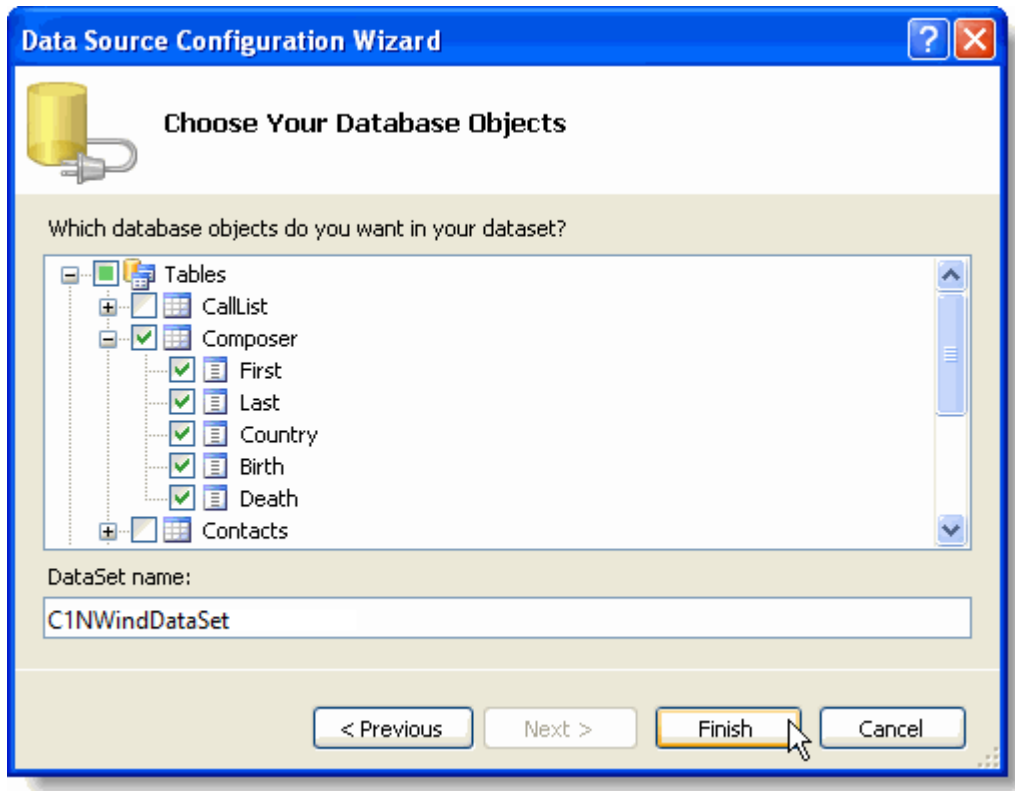 Data Source Configuration Wizard
Choose Your Database Objects
Which database objects do you want in your dataset?
Tables
CallList
Composer
First
Last
Country
Birth
Death
Contacts
DataSet name:
C1NWindDataSet
< Previous Next > Finish Cancel